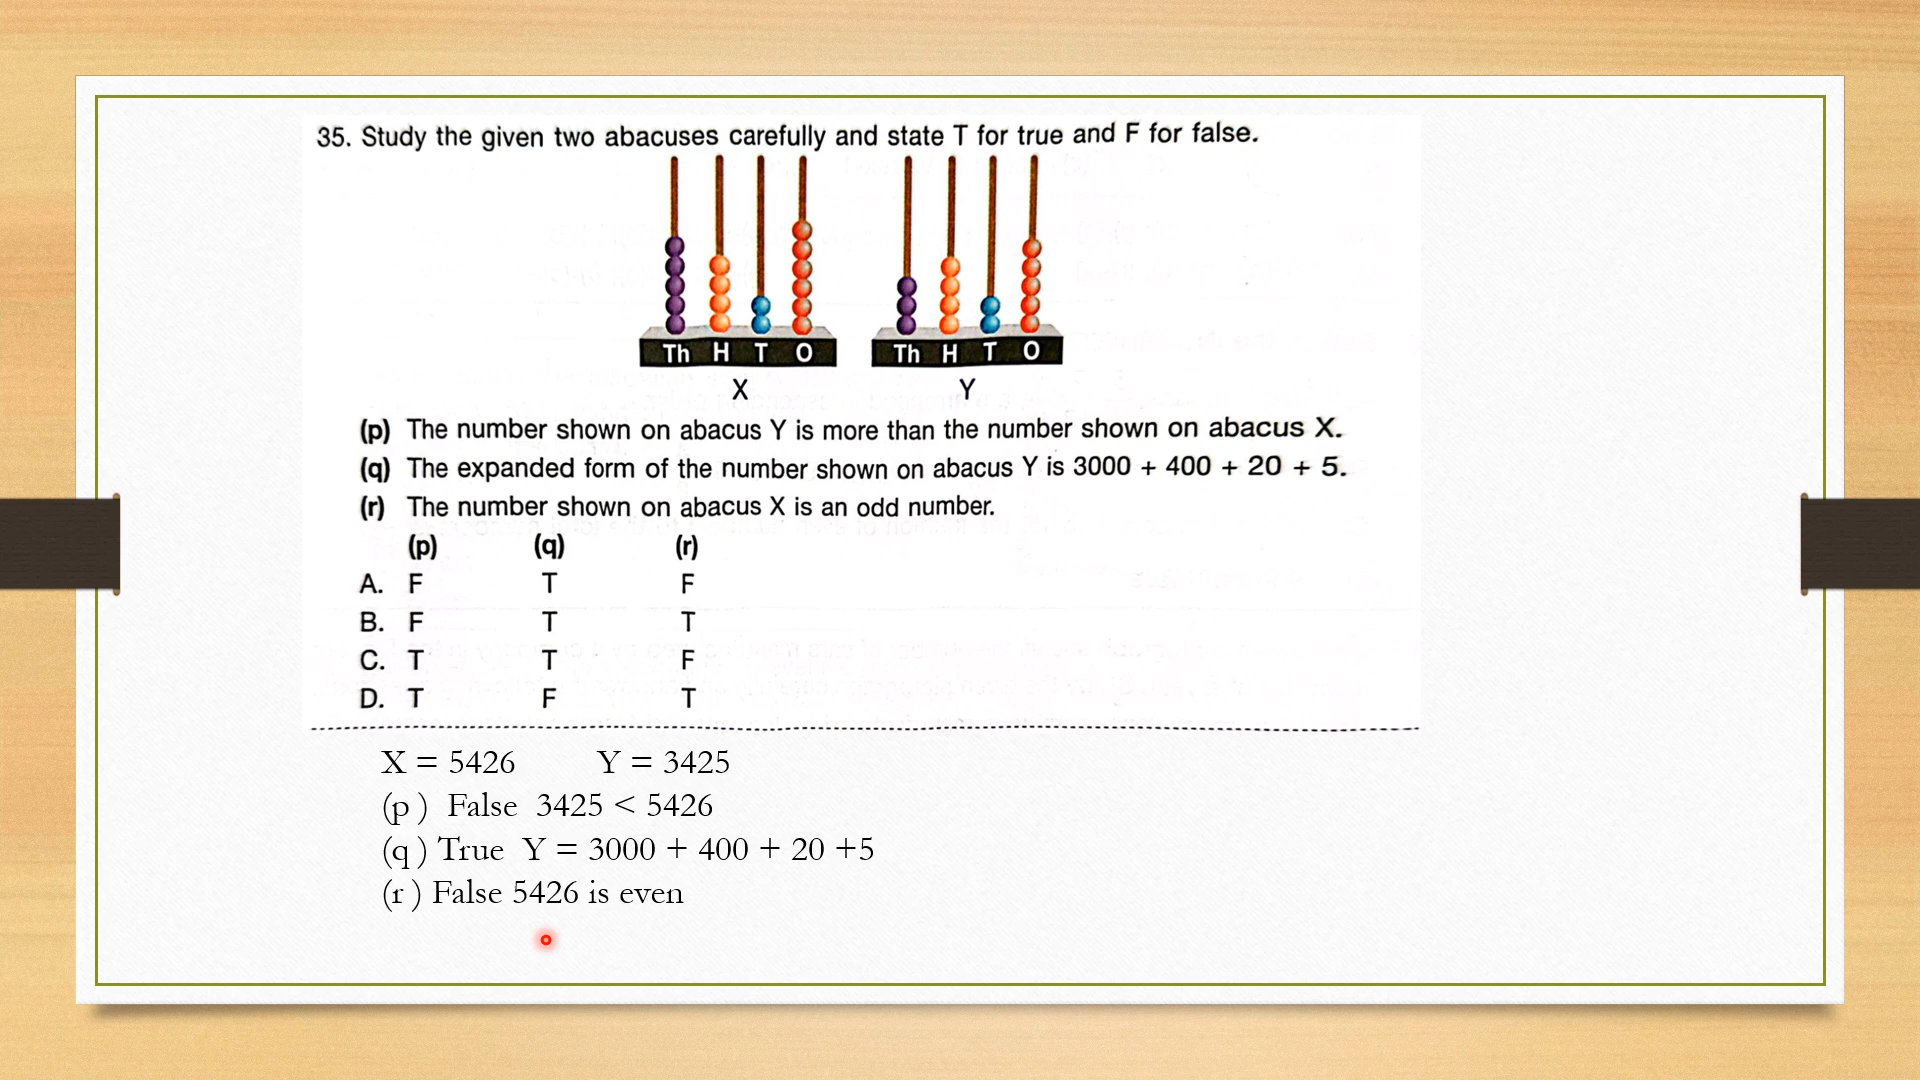 35. Study the given two abacuses carefully and state T for true and F for false.
Th H T O Th H T O
X Y
(p) The number shown on abacus Y is more than the number shown on abacus X.
(q) The expanded form of the number shown on abacus Y is 3000 + 400 + 20 + 5.
(r) The number shown on abacus X is an odd number.
(p) (q) (r)
A. F T F
B. F T T
C. T T F
D. T F T
X = 5426 Y = 3425
(p ) False 3425 < 5426
(q ) True Y = 3000 + 400 + 20 +5
(r ) False 5426 is even